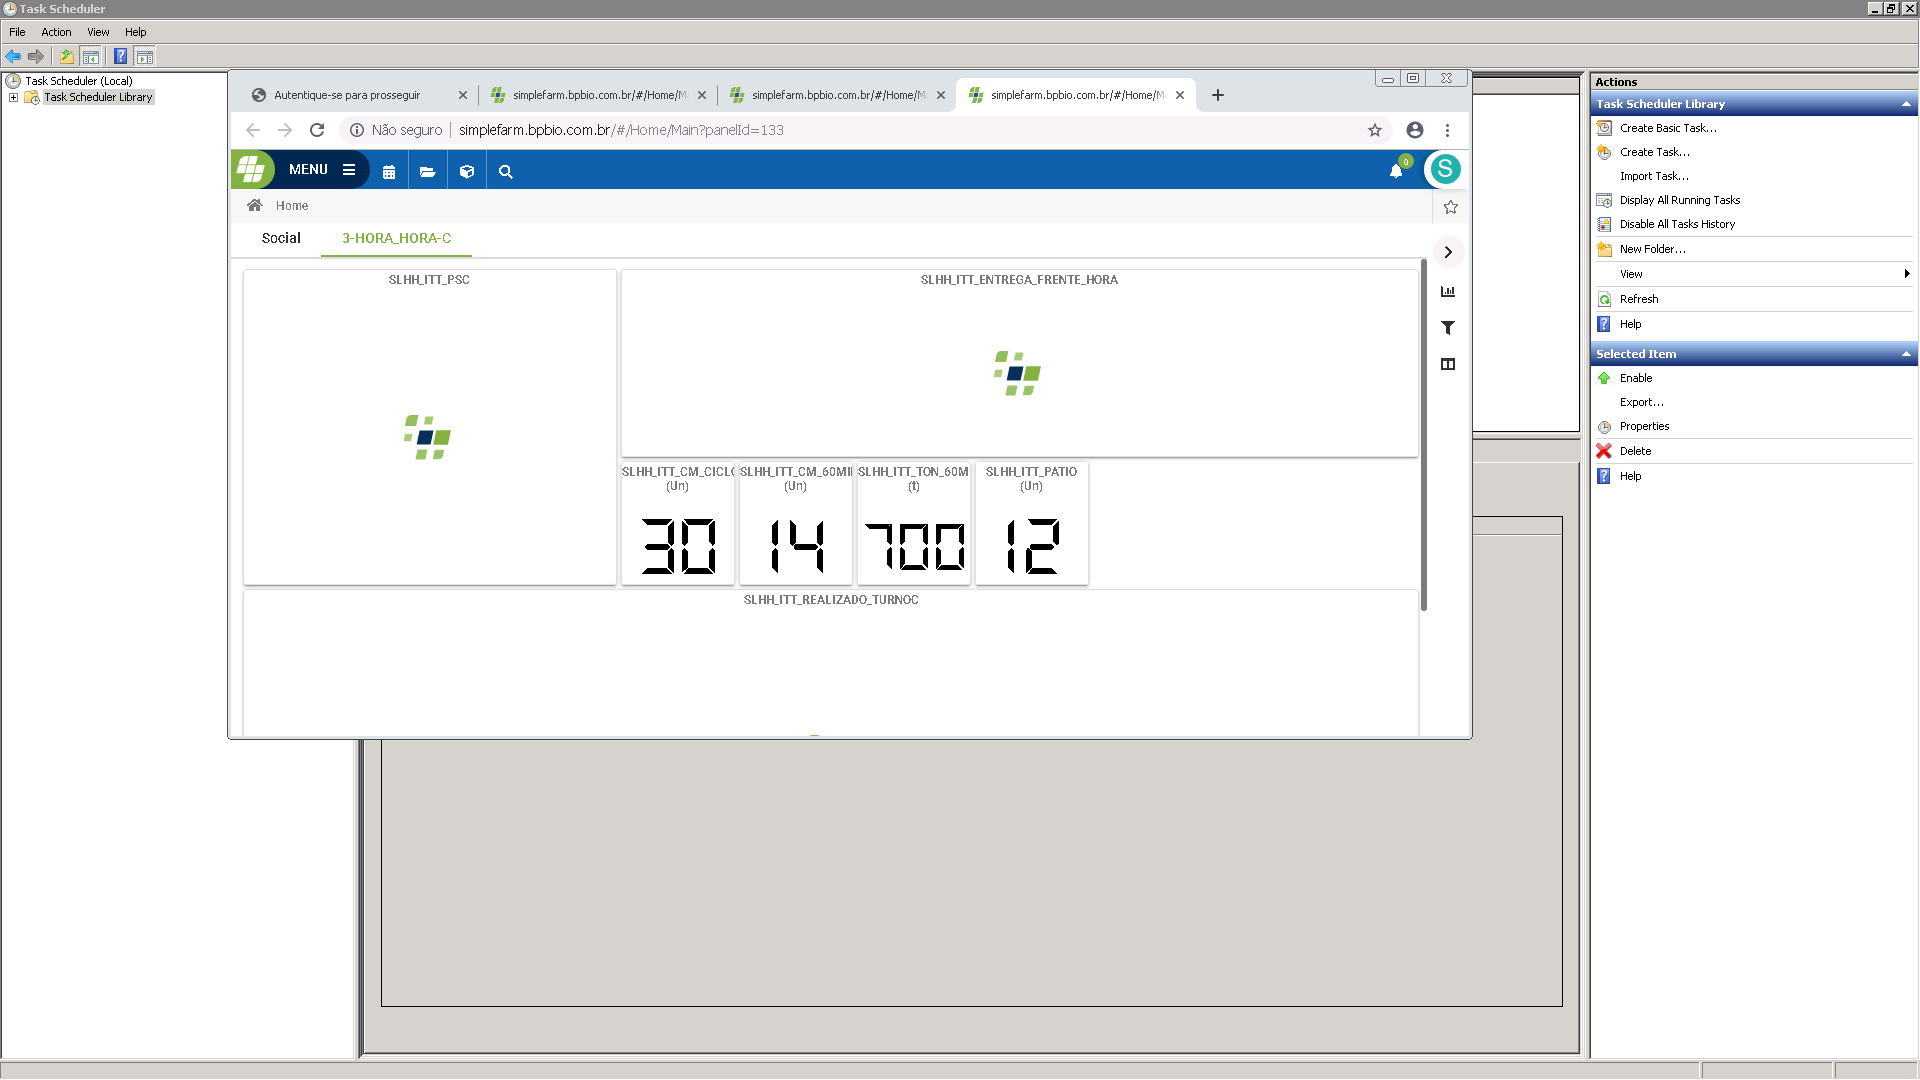 Task Scheduler
File Action View Help
Task Scheduler (Local)
Task Scheduler Library
Autentique-se para prosseguir
simplefarm.bpbio.com.br/#/Home/M
simplefarm.bpbio.com.br/#/Home/M
simplefarm.bpbio.com.br/#/Home/M
Não seguro simplefarm.bpbio.com.br/#/Home/Main?panelId=133
MENU
0
S
Home
Social 3-HORA_HORA-C
SLHH_ITT_PSC
SLHH_ITT_ENTREGA_FRENTE_HORA
SLHH_ITT_CM_CICLO
(Un)
30
SLHH_ITT_CM_60MI
(Un)
14
SLHH_ITT_TON_60M
(t)
700
SLHH_ITT_PATIO
(Un)
12
SLHH_ITT_REALIZADO_TURNOC
Actions
Task Scheduler Library
Create Basic Task...
Create Task...
Import Task...
Display All Running Tasks
Disable All Tasks History
New Folder...
View
Refresh
Help
Selected Item
Enable
Export...
Properties
Delete
Help